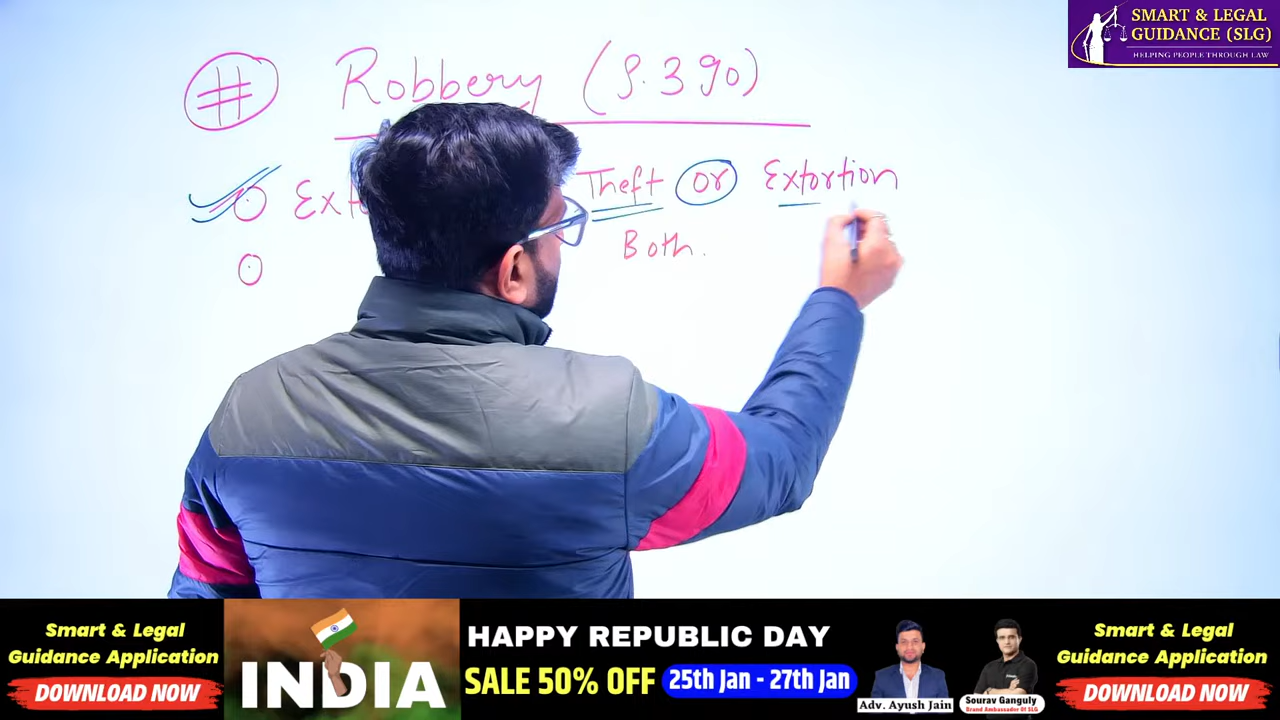 SMART & LEGAL
GUIDANCE (SLG)
HELPING PEOPLE THROUGH LAW
# Robbery (S. 390)
Theft or Extortion
Both.
Smart & Legal
Guidance Application
DOWNLOAD NOW
INDIA
HAPPY REPUBLIC DAY
SALE 50% OFF 25th Jan - 27th Jan
Adv. Ayush Jain
Sourav Ganguly
Brand Ambassador Of SLG
Smart & Legal
Guidance Application
DOWNLOAD NOW